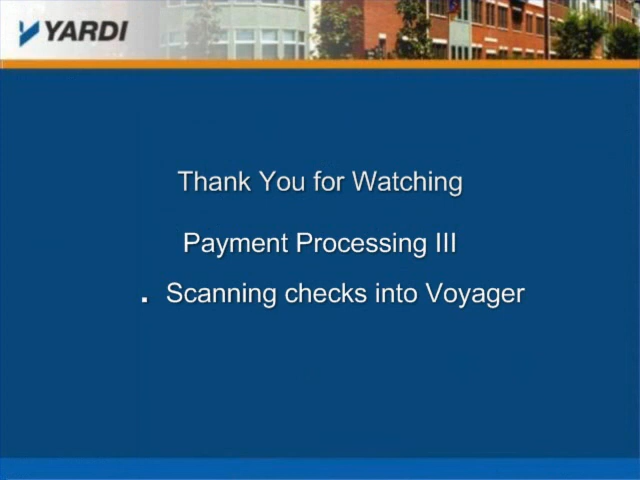 YARDI
Thank You for Watching
Payment Processing III
. Scanning checks into Voyager